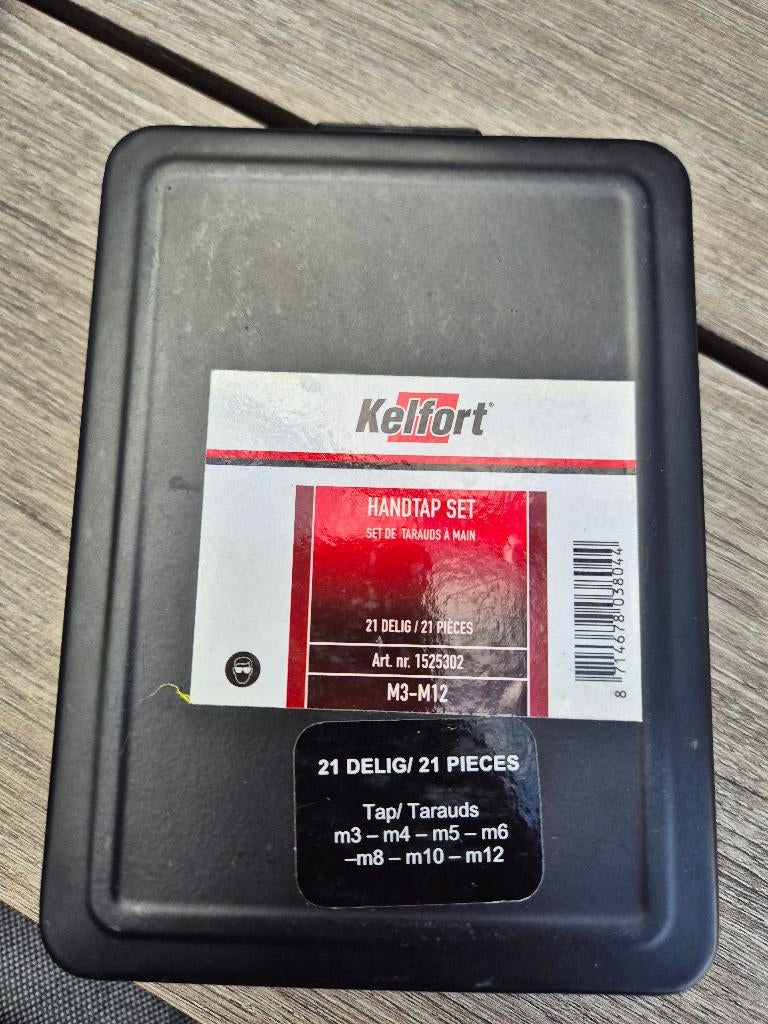 Kelfort®
HANDTAP SET
SET DE TARAUDS À MAIN
21 DELIG / 21 PIÈCES
Art. nr. 1525302
M3-M12
8 714678 038044
21 DELIG/ 21 PIECES
Tap/ Tarauds
m3 – m4 – m5 – m6
–m8 – m10 – m12